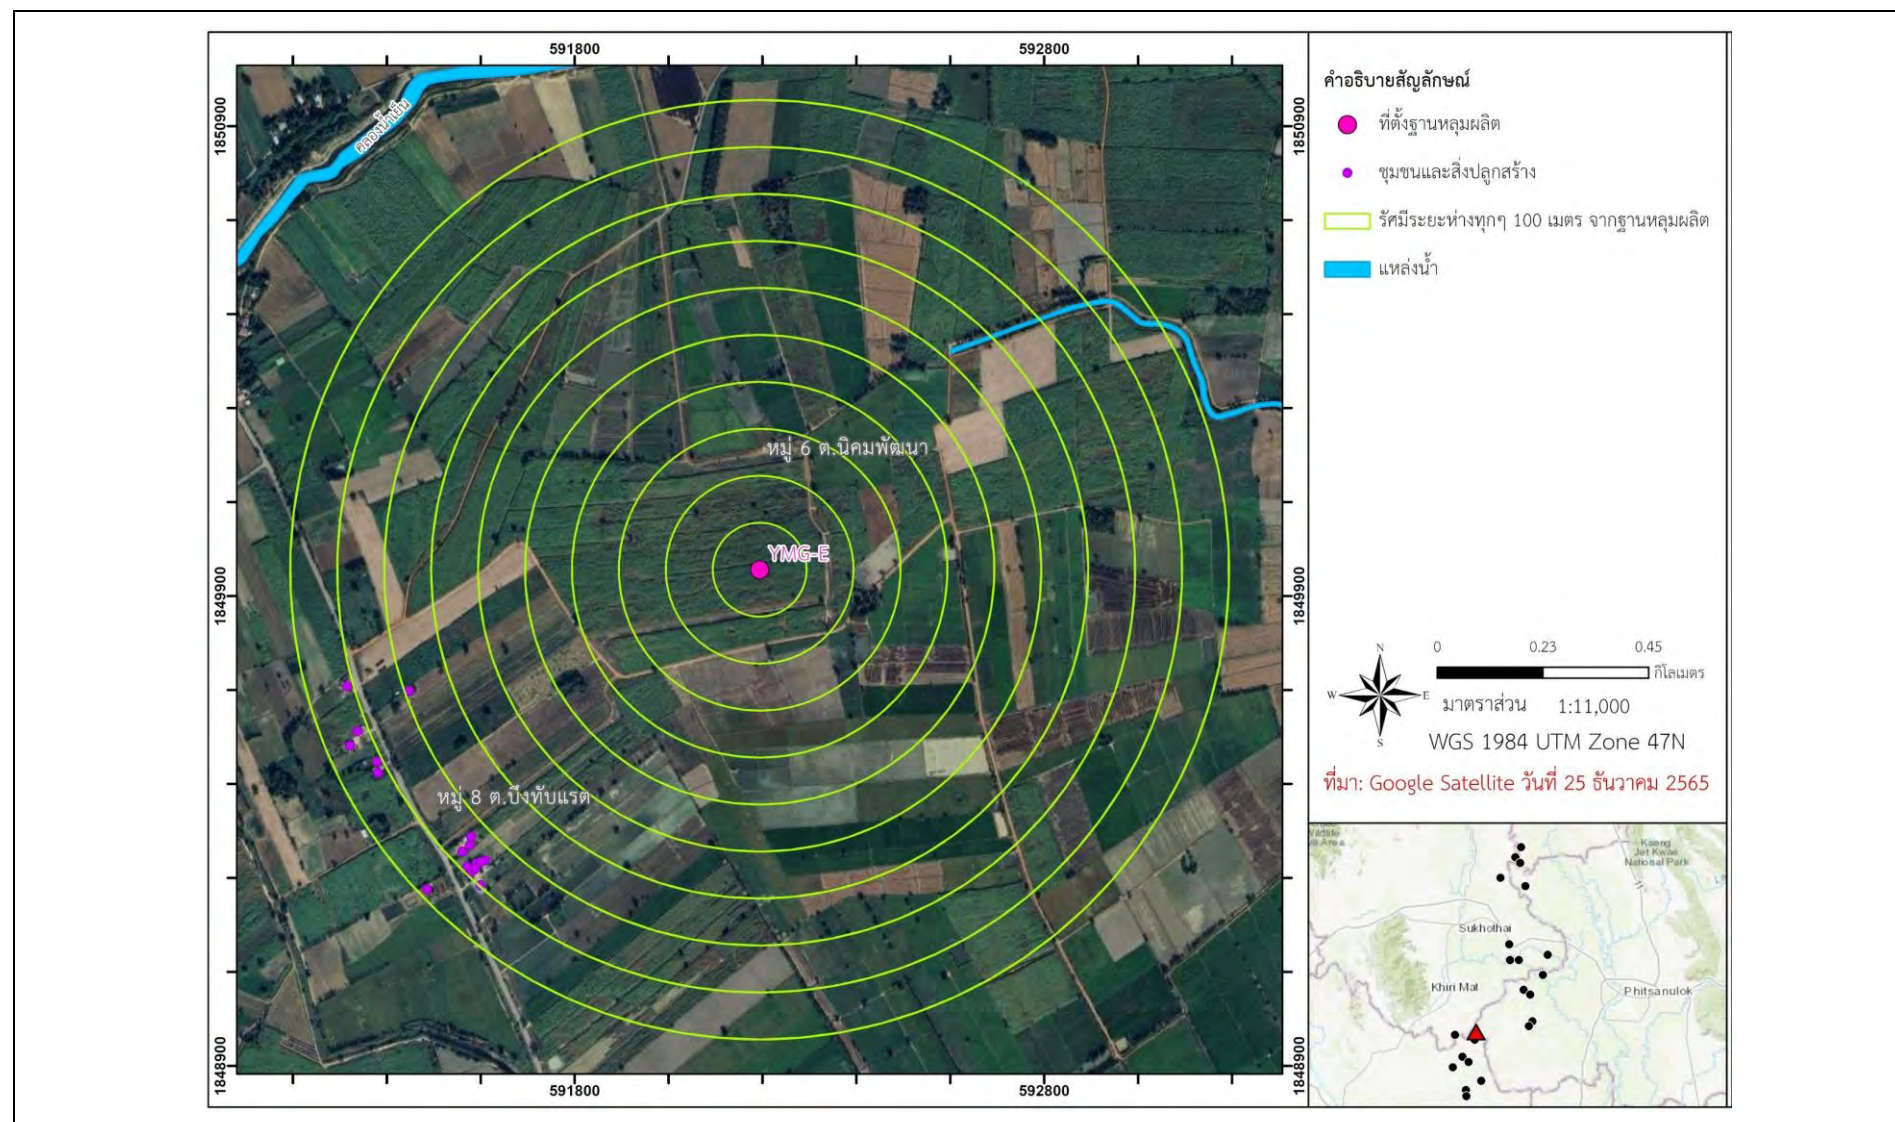 591800
592800
1850900
1850900
คลองน้ำเย็น
หมู่ 6 ต.นิคมพัฒนา
YMG-E
1849900
1849900
หมู่ 8 ต.บึงทับแรต
1848900
1848900
591800
592800
คำอธิบายสัญลักษณ์
ที่ตั้งฐานหลุมผลิต
ชุมชนและสิ่งปลูกสร้าง
รัศมีระยะห่างทุกๆ 100 เมตร จากฐานหลุมผลิต
แหล่งน้ำ
N
W
E
S
0 0.23 0.45
กิโลเมตร
มาตราส่วน 1:11,000
WGS 1984 UTM Zone 47N
ที่มา: Google Satellite วันที่ 25 ธันวาคม 2565
Wildlife
Area
Kaeng
Jet Kwae
National Park
11
Sukhothai
Khiri Mat
Phitsanulok